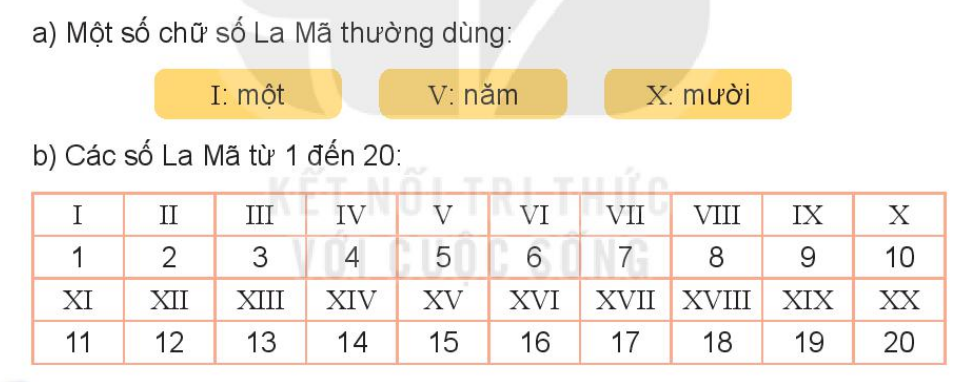 a) Một số chữ số La Mã thường dùng:
I: một V: năm X: mười
b) Các số La Mã từ 1 đến 20:
KẾT NỐI TRI THỨC
I II III IV V VI VII VIII IX X
VỚI CUỘC SỐNG
1 2 3 4 5 6 7 8 9 10
XI XII XIII XIV XV XVI XVII XVIII XIX XX
11 12 13 14 15 16 17 18 19 20